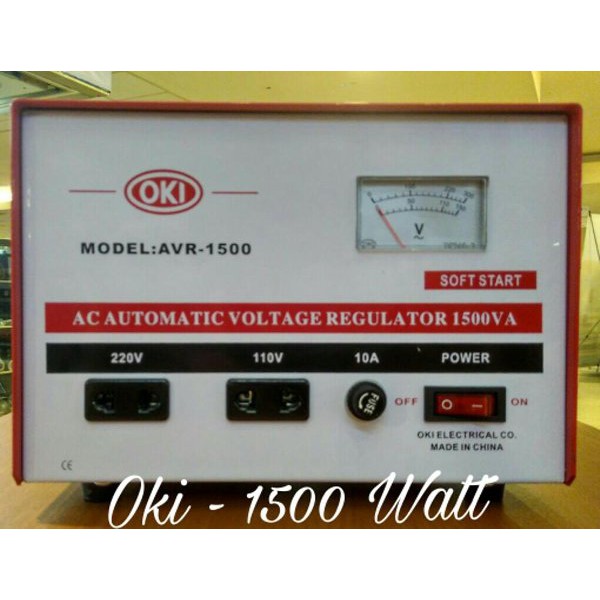 OKI
MODEL:AVR-1500
V
SOFT START
AC AUTOMATIC VOLTAGE REGULATOR 1500VA
220V 110V 10A POWER
FUSE
OFF ON
OKI ELECTRICAL CO.
MADE IN CHINA
CE
Oki - 1500 Watt